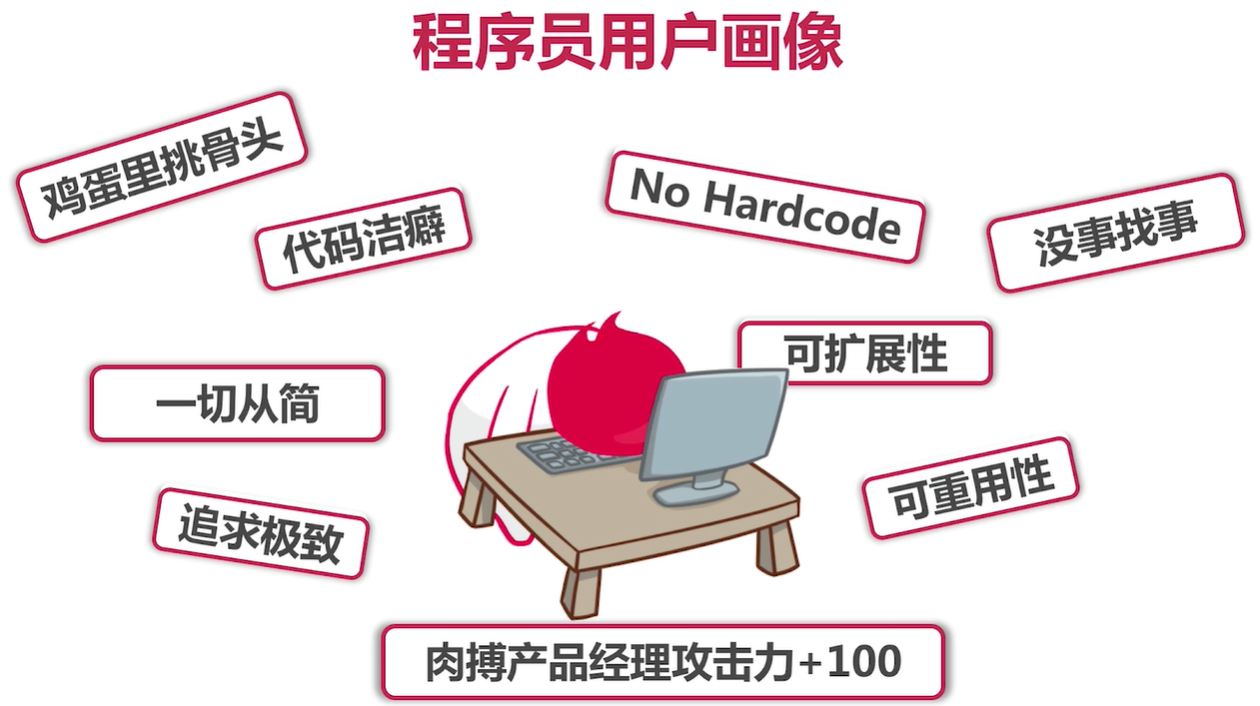 程序员用户画像
鸡蛋里挑骨头
代码洁癖
No Hardcode
没事找事
一切从简
可扩展性
追求极致
可重用性
肉搏产品经理攻击力+100